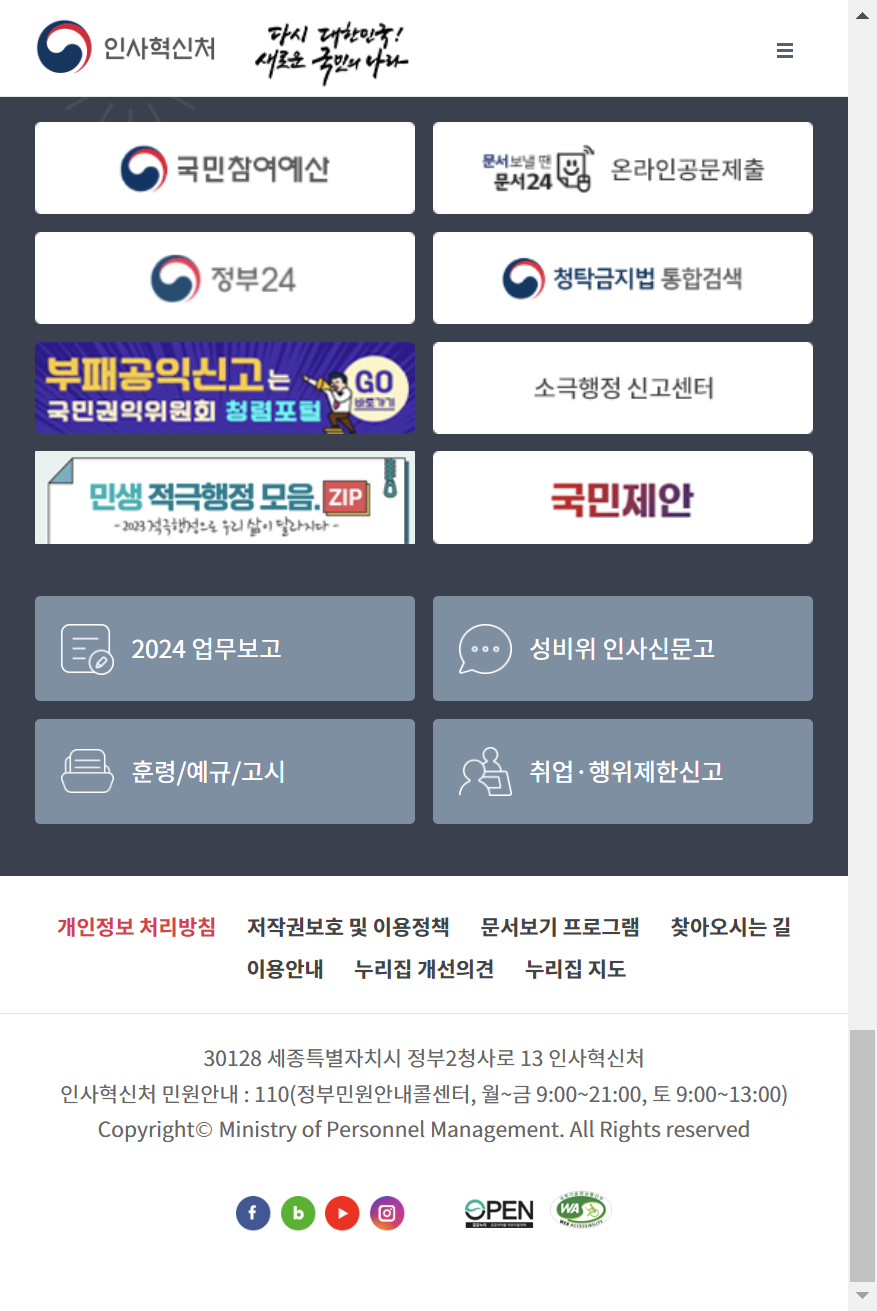 인사혁신처
다시 대한민국!
새로운 국민의 나라
국민참여예산
문서보낼 땐
문서24
온라인공문제출
정부24
청탁금지법 통합검색
부패공익신고는
국민권익위원회 청렴포털
GO
바로가기
소극행정 신고센터
민생 적극행정 모음.ZIP
-2023 적극행정으로 우리 삶이 달라지다-
국민제안
2024 업무보고
성비위 인사신문고
훈령/예규/고시
취업·행위제한신고
개인정보 처리방침 저작권보호 및 이용정책 문서보기 프로그램 찾아오시는 길
이용안내 누리집 개선의견 누리집 지도
30128 세종특별자치시 정부2청사로 13 인사혁신처
인사혁신처 민원안내 : 110(정부민원안내콜센터, 월~금 9:00~21:00, 토 9:00~13:00)
Copyright© Ministry of Personnel Management. All Rights reserved
f
b
OPEN
WA
WEB ACCESSIBILITY